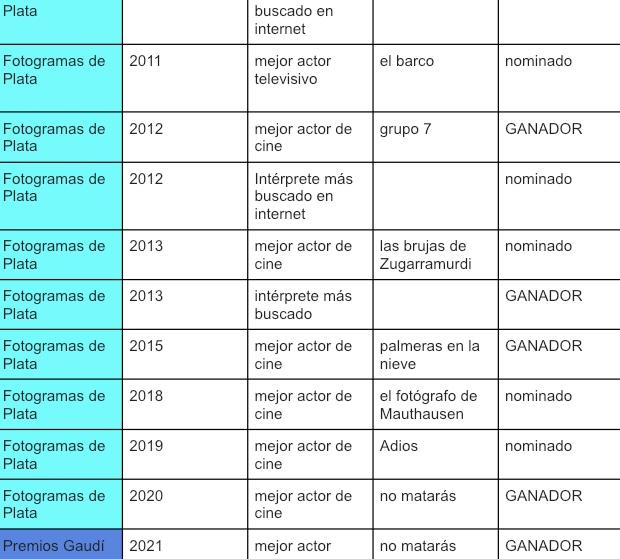 Plata buscado en
internet
Fotogramas de 2011 mejor actor el barco nominado
Plata televisivo
Fotogramas de 2012 mejor actor de grupo 7 GANADOR
Plata cine
Fotogramas de 2012 Intérprete más nominado
Plata buscado en
internet
Fotogramas de 2013 mejor actor de las brujas de nominado
Plata cine Zugarramurdi
Fotogramas de 2013 intérprete más GANADOR
Plata buscado
Fotogramas de 2015 mejor actor de palmeras en la GANADOR
Plata cine nieve
Fotogramas de 2018 mejor actor de el fotógrafo de nominado
Plata cine Mauthausen
Fotogramas de 2019 mejor actor de Adios nominado
Plata cine
Fotogramas de 2020 mejor actor de no matarás GANADOR
Plata cine
Premios Gaudí 2021 mejor actor no matarás GANADOR